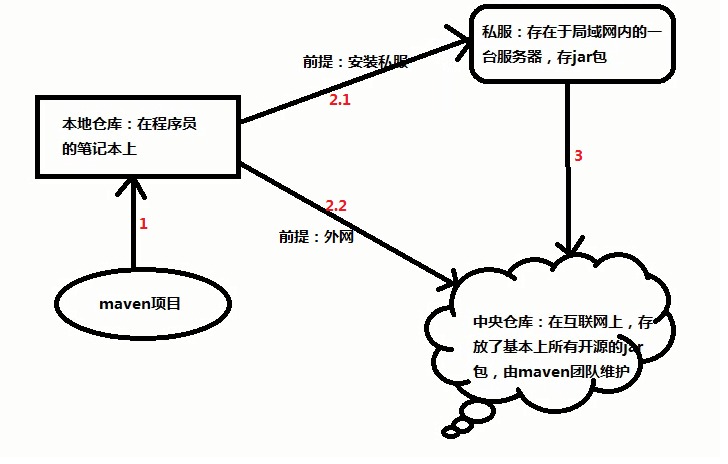 私服：存在于局域网内的一
台服务器，存jar包
前提：安装私服
2.1
本地仓库：在程序员
的笔记本上
3
2.2
前提：外网
1
maven项目
中央仓库：在互联网上，存
放了基本上所有开源的jar
包，由maven团队维护